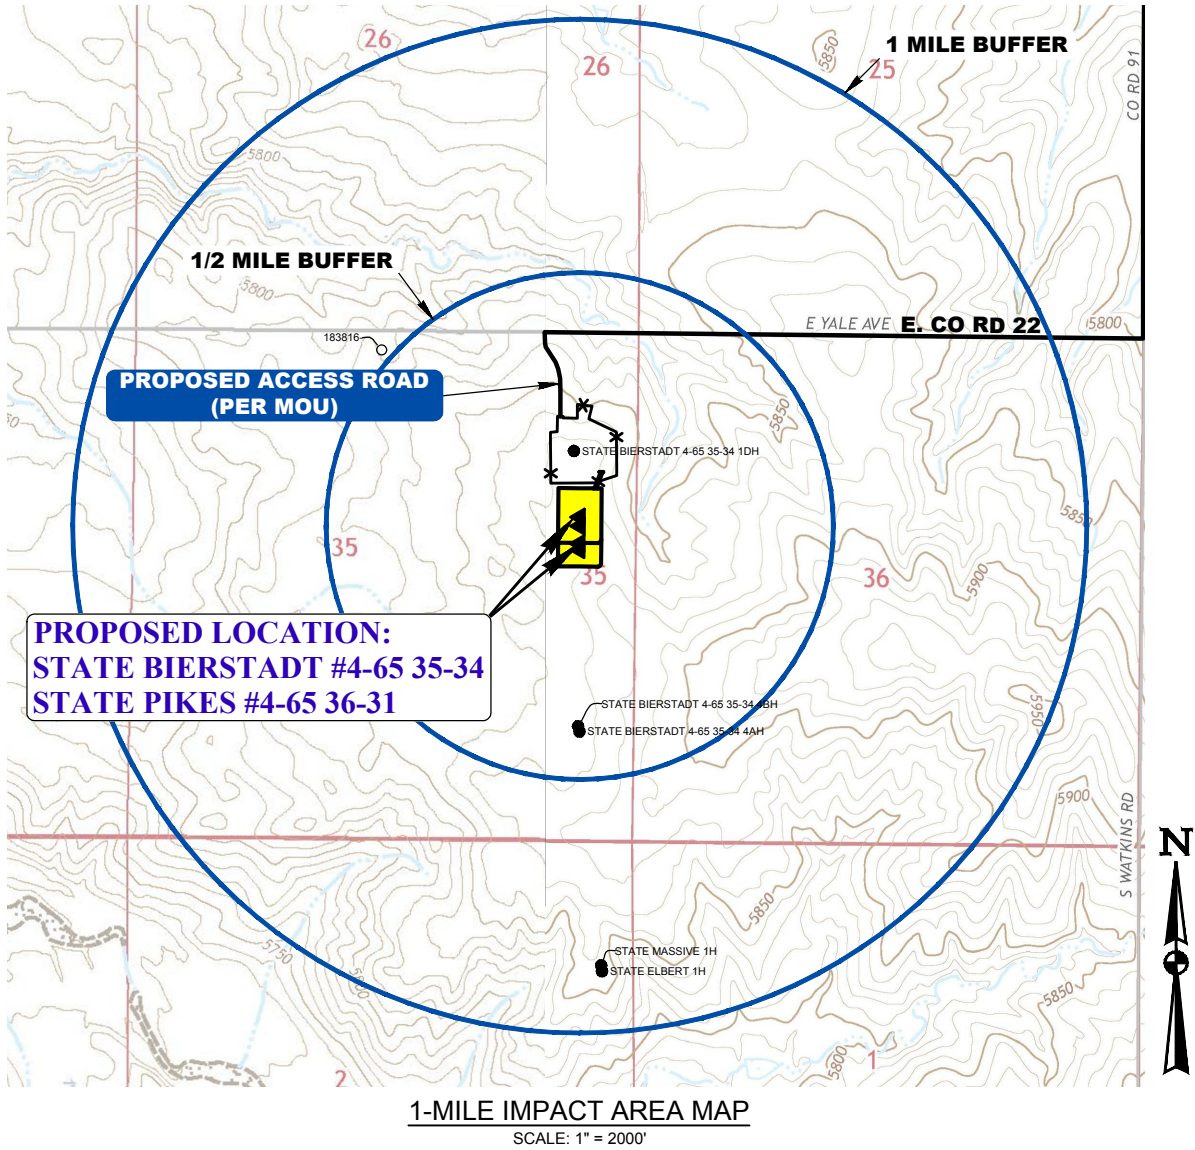 26
26
1 MILE BUFFER
25
5850
CO RD 91
5800
1/2 MILE BUFFER
5800
E YALE AVE E. CO RD 22
5800
183816
PROPOSED ACCESS ROAD
(PER MOU)
5850
STATE BIERSTADT 4-65 35-34 1DH
5850
35
35
36
5900
PROPOSED LOCATION:
STATE BIERSTADT #4-65 35-34
STATE PIKES #4-65 36-31
STATE BIERSTADT 4-65 35-34 4BH
STATE BIERSTADT 4-65 35-34 4AH
5950
5900
S WATKINS RD
N
5850
5750
STATE MASSIVE 1H
STATE ELBERT 1H
5850
5800
2
1
1-MILE IMPACT AREA MAP
SCALE: 1" = 2000'